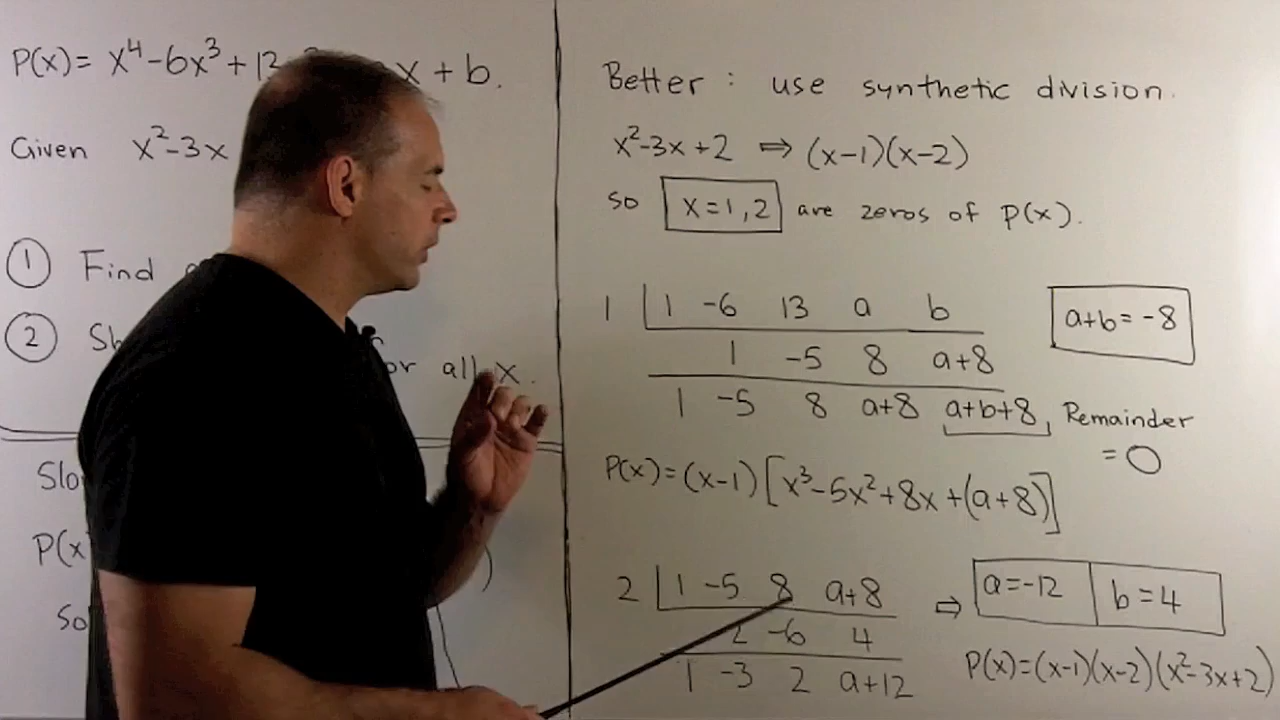 P(x)= x⁴-6x³+12 x + b.
Given x²-3x
① Find
② Sh
or all x.
Slo
P(x
So
)
Better : use synthetic division.
x²-3x+2 ⇒ (x-1)(x-2)
so x=1,2 are zeros of P(x).
1 | 1 -6 13 a b
a+b=-8
1 -5 8 a+8
1 -5 8 a+8 a+b+8, Remainder
=0
P(x)=(x-1)[x³-5x²+8x+(a+8)]
2 | 1 -5 8 a+8 ⇒ a=-12 b=4
2 -6 4
1 -3 2 a+12
P(x)=(x-1)(x-2)(x²-3x+2)